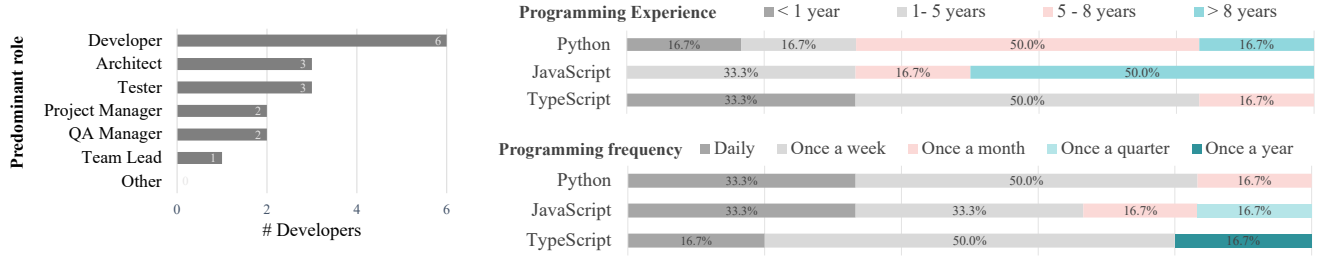 Predominant role
Developer 6
Architect 3
Tester 3
Project Manager 2
QA Manager 2
Team Lead 1
Other 0
0 2 4 6
# Developers
Programming Experience < 1 year 1- 5 years 5 - 8 years > 8 years
Python 16.7% 16.7% 50.0% 16.7%
JavaScript 33.3% 16.7% 50.0%
TypeScript 33.3% 50.0% 16.7%
Programming frequency Daily Once a week Once a month Once a quarter Once a year
Python 33.3% 50.0% 16.7%
JavaScript 33.3% 33.3% 16.7% 16.7%
TypeScript 16.7% 50.0% 16.7%